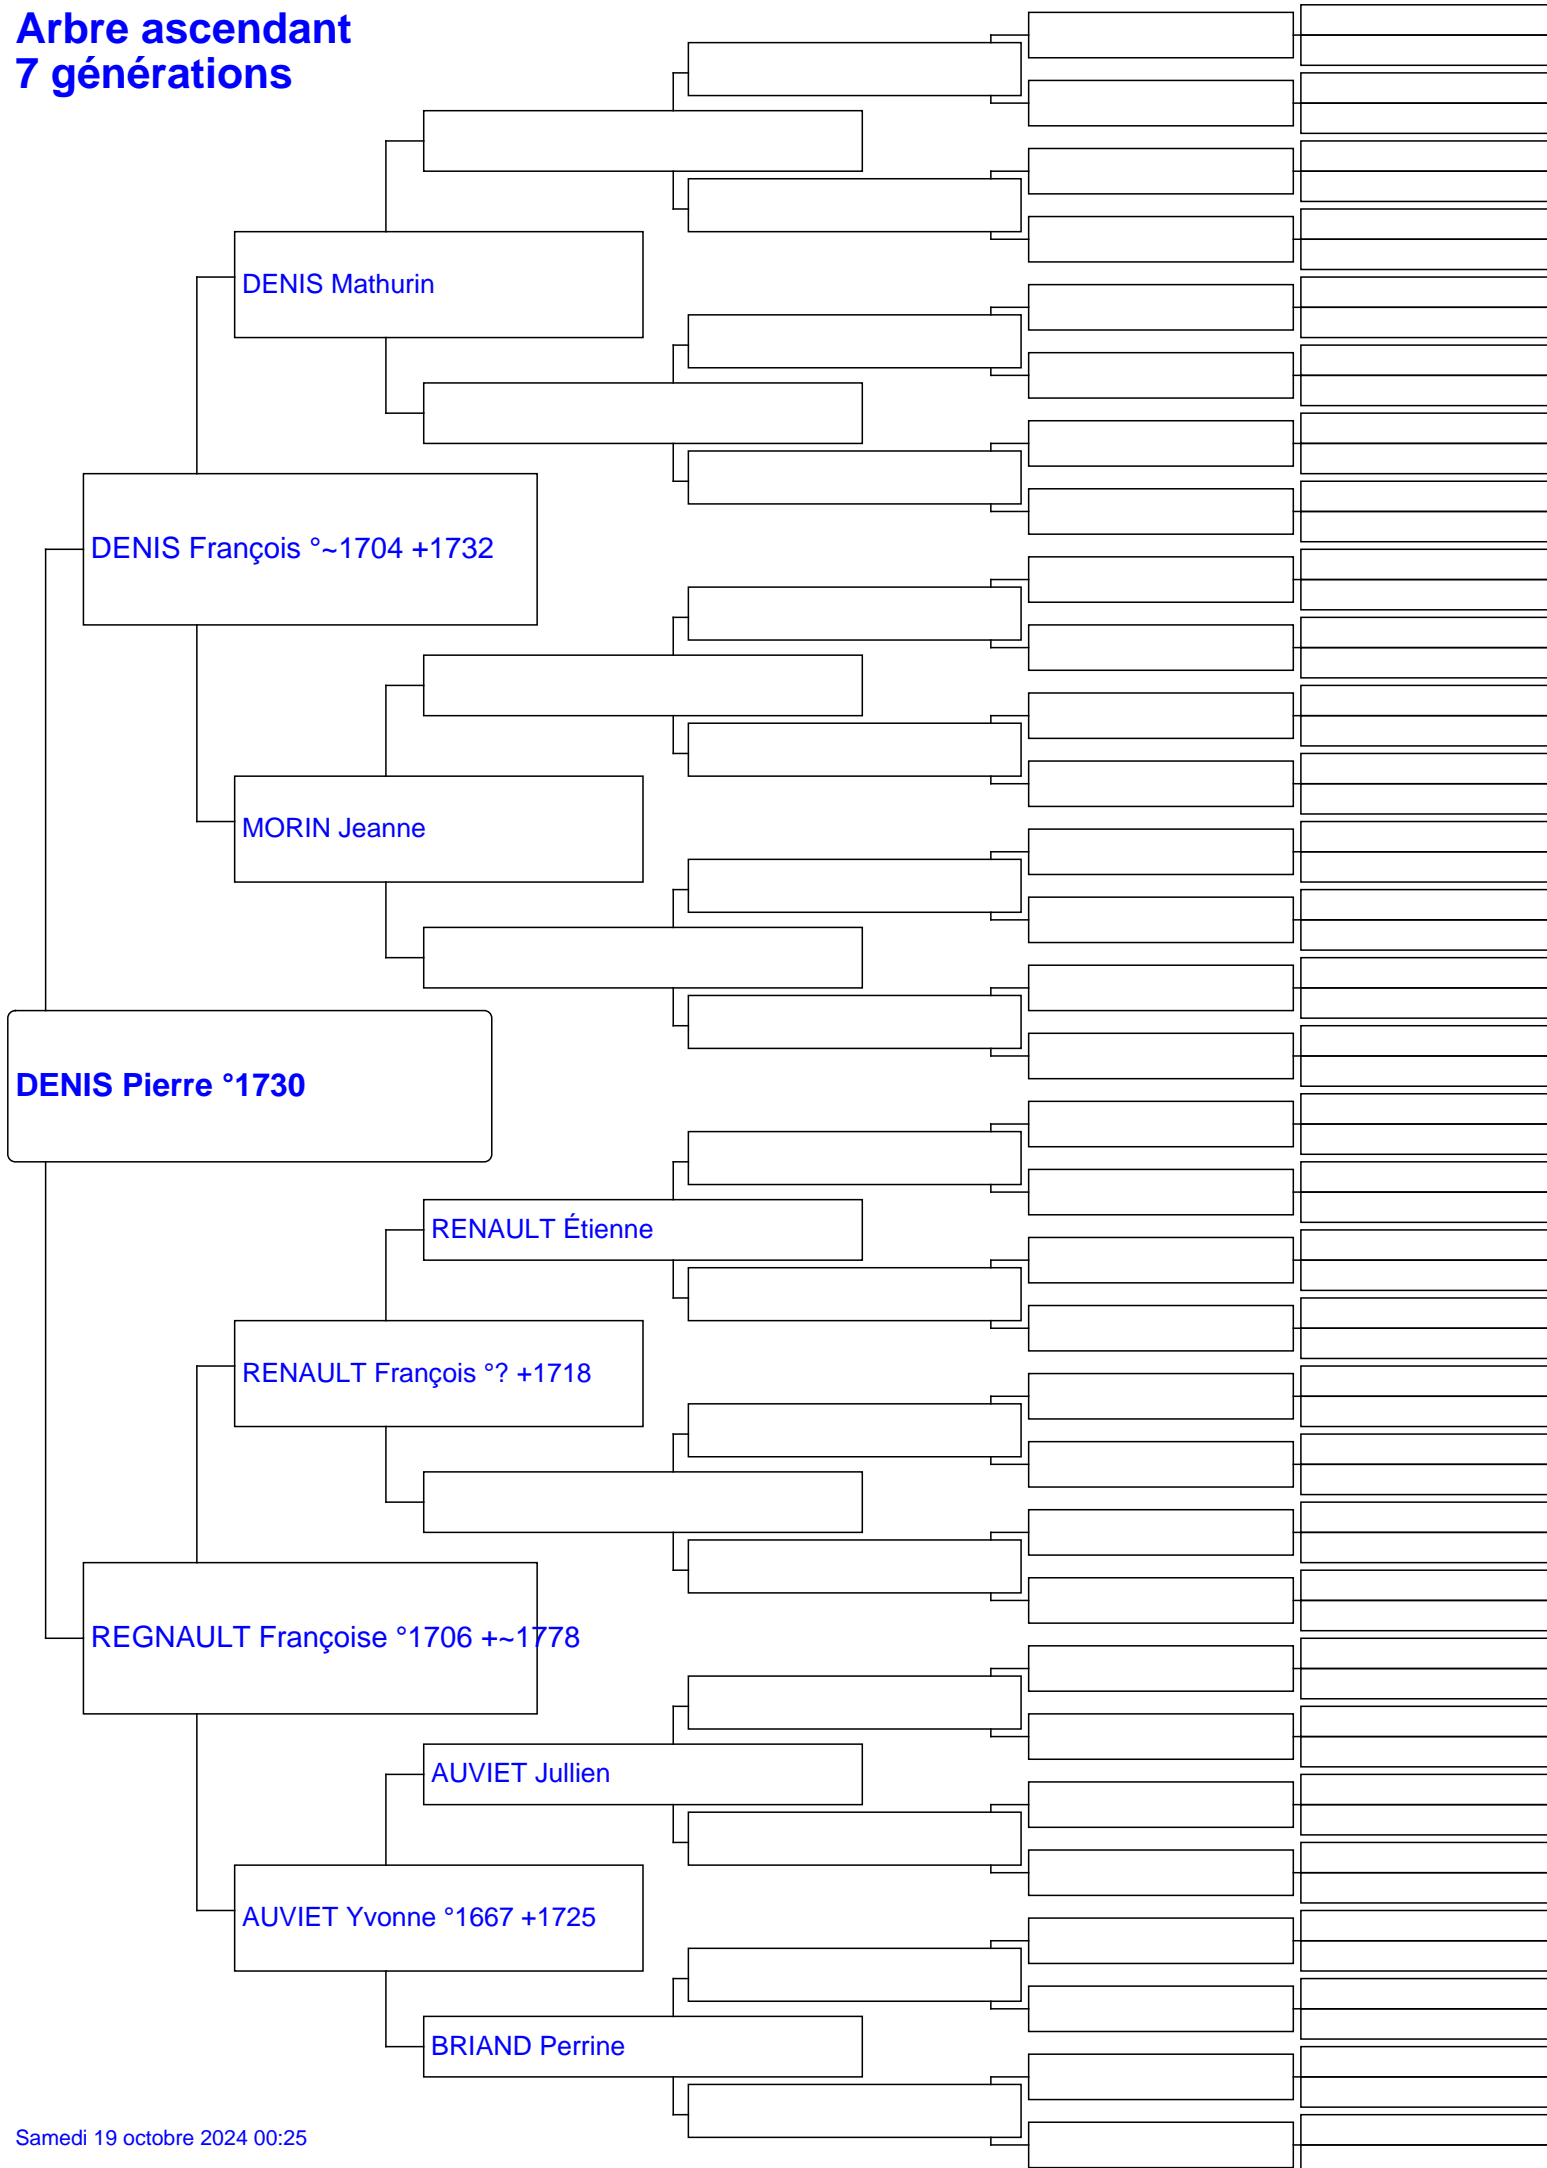 Arbre ascendant
7 générations
DENIS Mathurin
DENIS François °~1704 +1732
MORIN Jeanne
DENIS Pierre °1730
RENAULT Étienne
RENAULT François °? +1718
REGNAULT Françoise °1706 +~1778
AUVIET Jullien
AUVIET Yvonne °1667 +1725
BRIAND Perrine
Samedi 19 octobre 2024 00:25